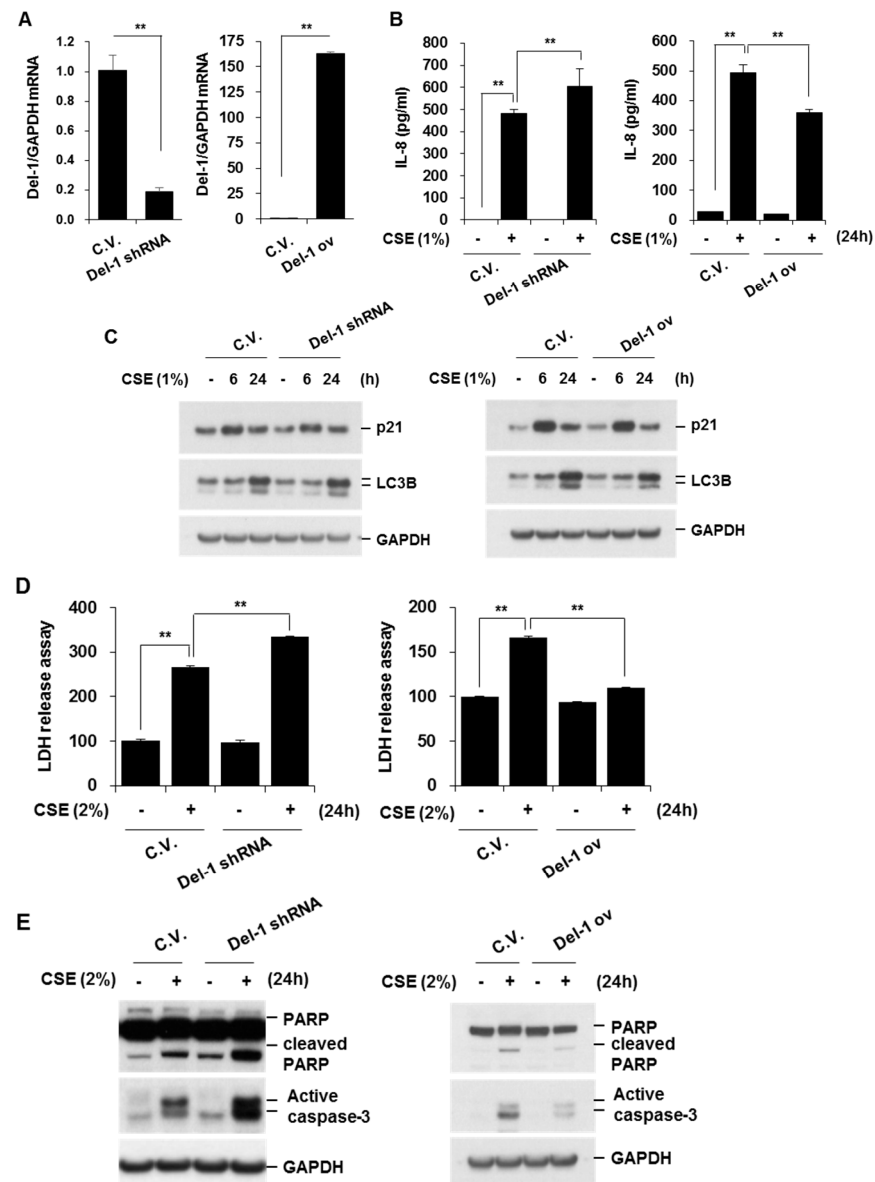 A
**
Del-1/GAPDH mRNA
1.2
1.0
0.8
0.6
0.4
0.2
0.0
C.V.
Del-1 shRNA
**
Del-1/GAPDH mRNA
175
150
125
100
75
50
25
0
C.V.
Del-1 ov
B
**
**
IL-8 (pg/ml)
800
700
600
500
400
300
200
100
0
CSE (1%) - + - +
C.V.
Del-1 shRNA
**
**
IL-8 (pg/ml)
600
500
400
300
200
100
0
CSE (1%) - + - + (24h)
C.V.
Del-1 ov
C
C.V.
Del-1 shRNA
CSE (1%) - 6 24 - 6 24 (h)
p21
LC3B
GAPDH
C.V.
Del-1 ov
CSE (1%) - 6 24 - 6 24 (h)
p21
LC3B
GAPDH
D
**
**
LDH release assay
400
300
200
100
0
CSE (2%) - + - + (24h)
C.V.
Del-1 shRNA
**
**
LDH release assay
200
150
100
50
0
CSE (2%) - + - + (24h)
C.V.
Del-1 ov
E
C.V.
Del-1 shRNA
CSE (2%) - + - + (24h)
PARP
cleaved
PARP
Active
caspase-3
GAPDH
C.V.
Del-1 ov
CSE (2%) - + - + (24h)
PARP
cleaved
PARP
Active
caspase-3
GAPDH